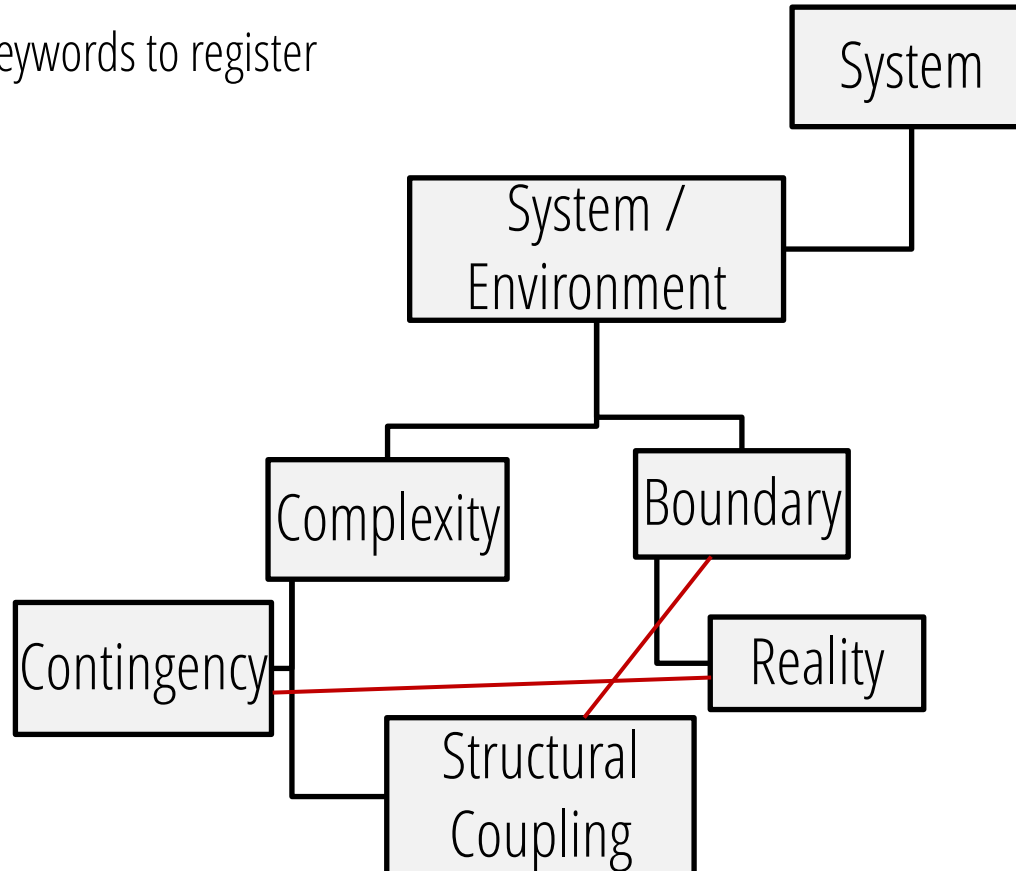 eywords to register
System
System /
Environment
Complexity
Boundary
Contingency
Reality
Structural
Coupling